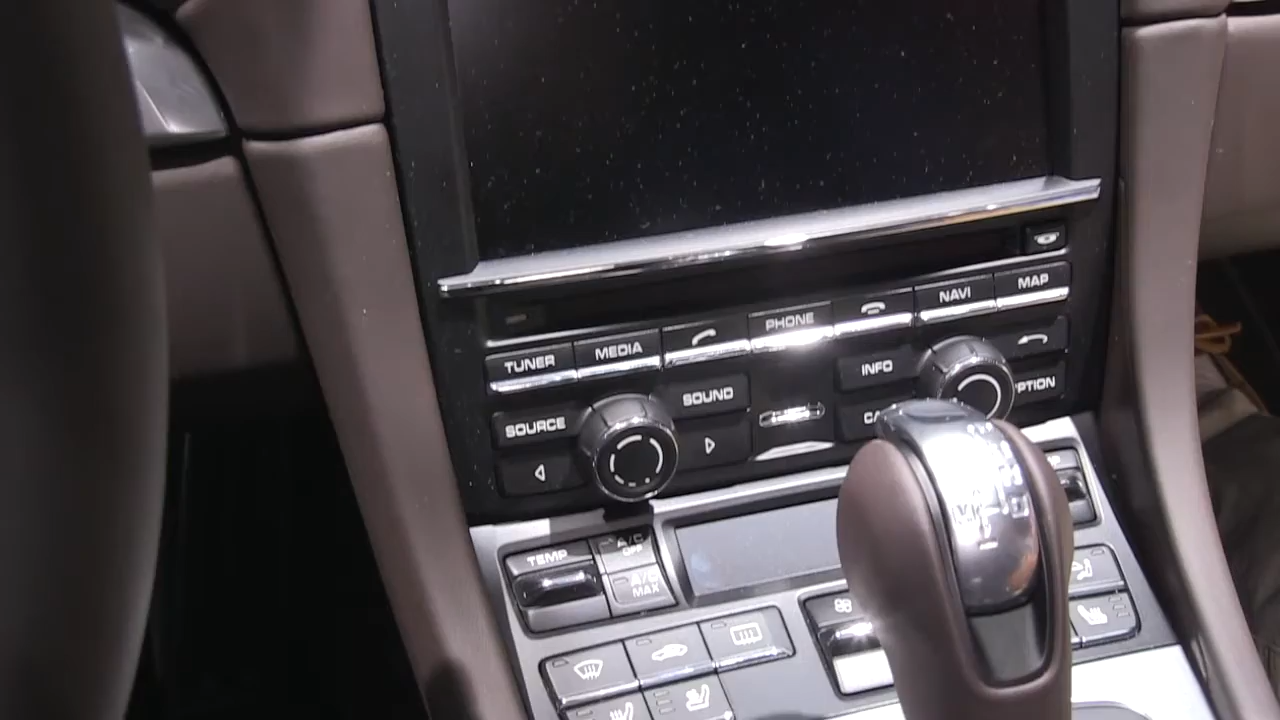 NAVI
MAP
PHONE
TUNER
MEDIA
INFO
SOUND
SOURCE
TEMP
A/C
OFF
A/C
MAX